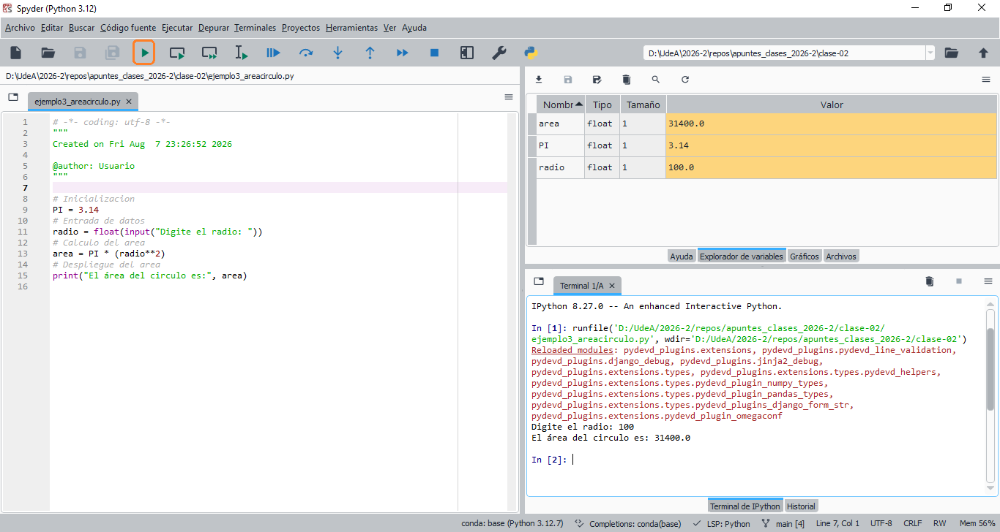 Spyder (Python 3.12)
Archivo Editar Buscar Código fuente Ejecutar Depurar Terminales Proyectos Herramientas Ver Ayuda
D:\UdeA\2026-2\repos\apuntes_clases_2026-2\clase-02
D:\UdeA\2026-2\repos\apuntes_clases_2026-2\clase-02\ejemplo3_areacirculo.py
ejemplo3_areacirculo.py
1 # -*- coding: utf-8 -*-
2 """
3 Created on Fri Aug  7 23:26:52 2026
4
5 @author: Usuario
6 """
7
8 # Inicializacion
9 PI = 3.14
10 # Entrada de datos
11 radio = float(input("Digite el radio: "))
12 # Calculo del area
13 area = PI * (radio**2)
14 # Despliegue del area
15 print("El área del circulo es:", area)
16
Nombr Tipo Tamaño Valor
area float 1 31400.0
PI float 1 3.14
radio float 1 100.0
Ayuda Explorador de variables Gráficos Archivos
Terminal 1/A
IPython 8.27.0 -- An enhanced Interactive Python.
In [1]: runfile('D:/UdeA/2026-2/repos/apuntes_clases_2026-2/clase-02/
ejemplo3_areacirculo.py', wdir='D:/UdeA/2026-2/repos/apuntes_clases_2026-2/clase-02')
Reloaded modules: pydevd_plugins.extensions, pydevd_plugins.pydevd_line_validation,
pydevd_plugins.django_debug, pydevd_plugins.jinja2_debug,
pydevd_plugins.extensions.types, pydevd_plugins.extensions.types.pydevd_helpers,
pydevd_plugins.extensions.types.pydevd_plugin_numpy_types,
pydevd_plugins.extensions.types.pydevd_plugin_pandas_types,
pydevd_plugins.extensions.types.pydevd_plugins_django_form_str,
pydevd_plugins.extensions.pydevd_plugin_omegaconf
Digite el radio: 100
El área del circulo es: 31400.0
In [2]:
Terminal de IPython Historial
conda: base (Python 3.12.7) Completions: conda(base) LSP: Python main [4] Line 7, Col 1 UTF-8 CRLF RW Mem 56%